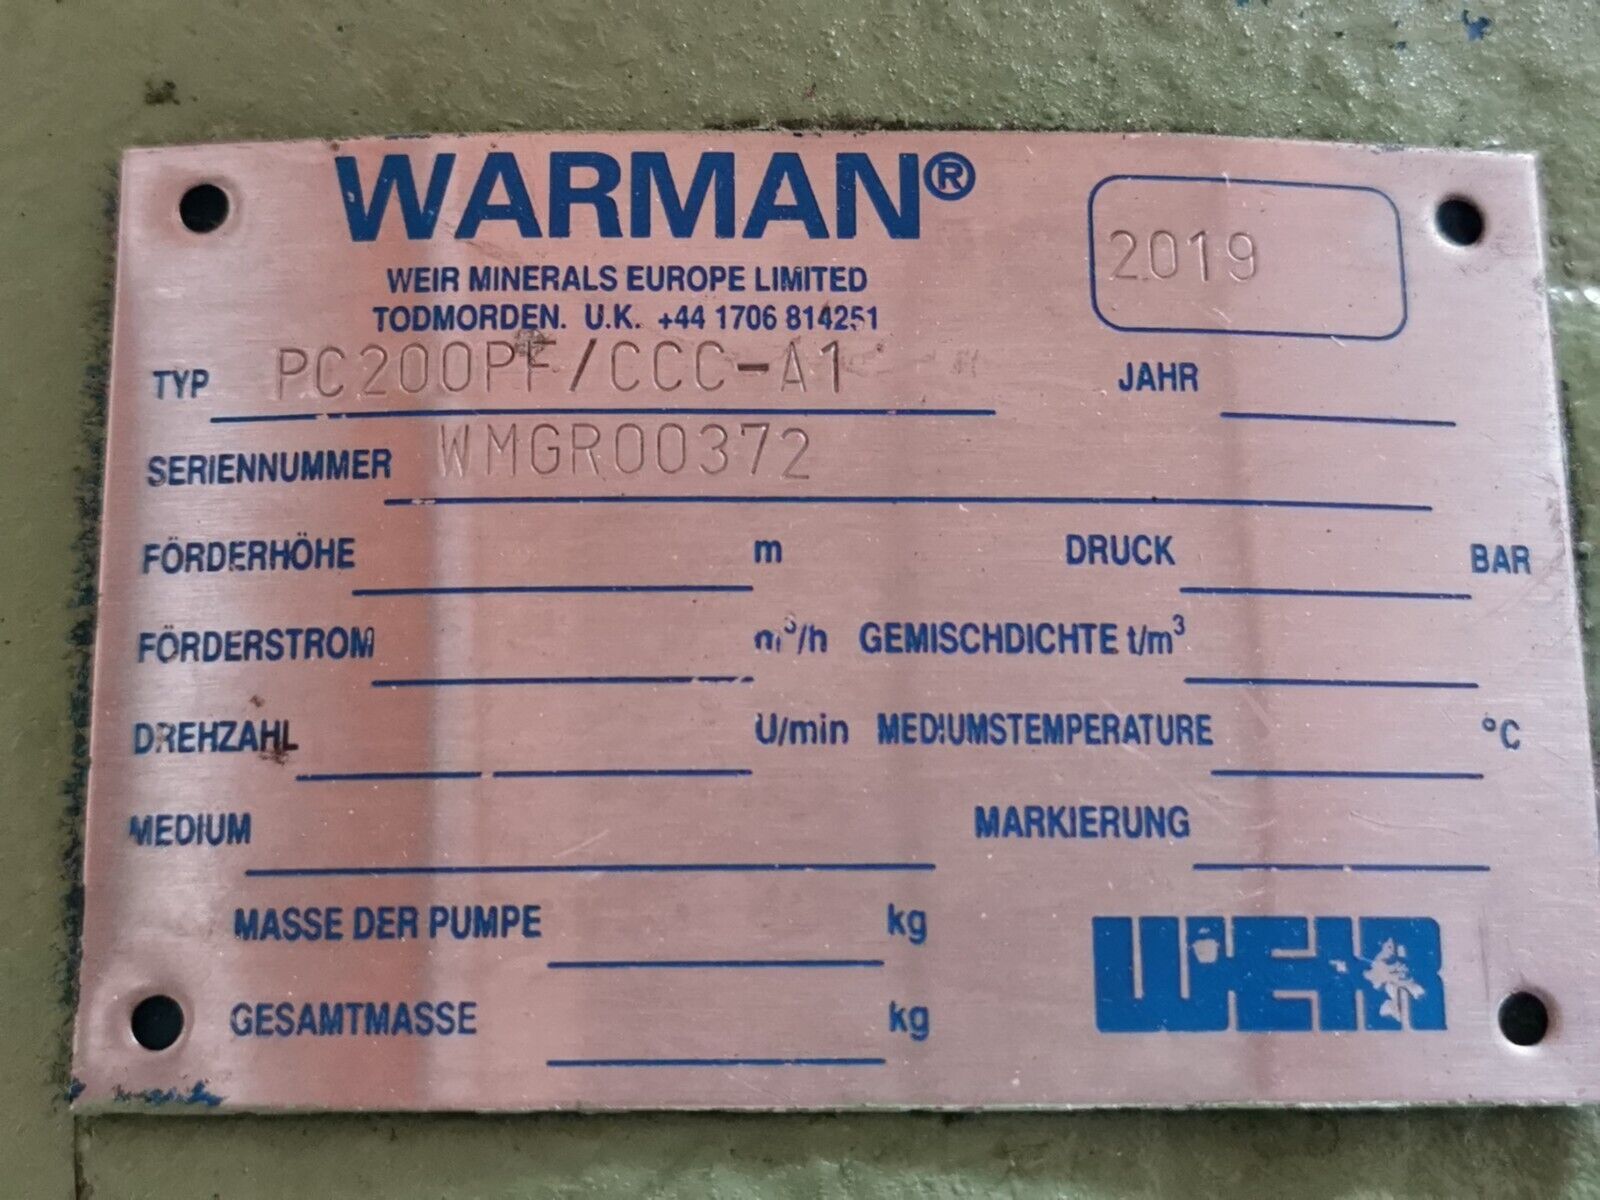 WARMAN®
WEIR MINERALS EUROPE LIMITED
TODMORDEN. U.K. +44 1706 814251
2019
TYP PC200PF/CCC-A1 JAHR
SERIENNUMMER WMGR00372
FÖRDERHÖHE m DRUCK BAR
FÖRDERSTROM m³/h GEMISCHDICHTE t/m³
DREHZAHL U/min MEDIUMSTEMPERATURE °C
MEDIUM MARKIERUNG
MASSE DER PUMPE kg
GESAMTMASSE kg
WEIR